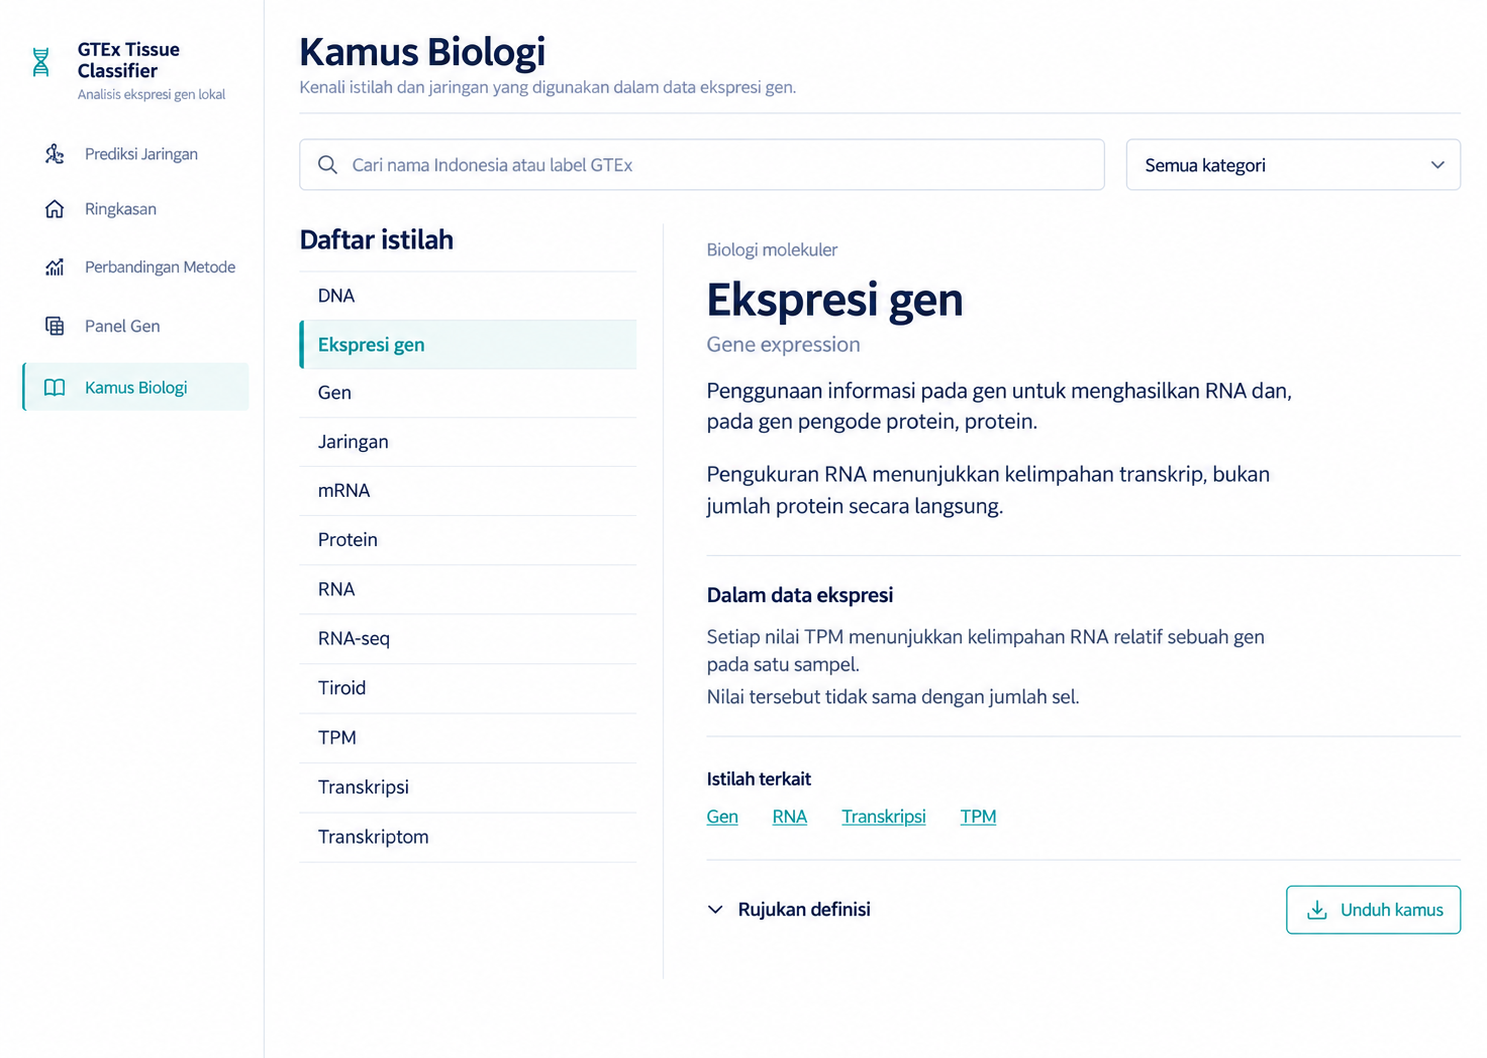 GTEx Tissue
Classifier
Analisis ekspresi gen lokal
Prediksi Jaringan
Ringkasan
Perbandingan Metode
Panel Gen
Kamus Biologi
Kamus Biologi
Kenali istilah dan jaringan yang digunakan dalam data ekspresi gen.
Cari nama Indonesia atau label GTEx
Semua kategori
Daftar istilah
DNA
Ekspresi gen
Gen
Jaringan
mRNA
Protein
RNA
RNA-seq
Tiroid
TPM
Transkripsi
Transkriptom
Biologi molekuler
Ekspresi gen
Gene expression
Penggunaan informasi pada gen untuk menghasilkan RNA dan,
pada gen pengode protein, protein.
Pengukuran RNA menunjukkan kelimpahan transkrip, bukan
jumlah protein secara langsung.
Dalam data ekspresi
Setiap nilai TPM menunjukkan kelimpahan RNA relatif sebuah gen
pada satu sampel.
Nilai tersebut tidak sama dengan jumlah sel.
Istilah terkait
Gen RNA Transkripsi TPM
Rujukan definisi
Unduh kamus